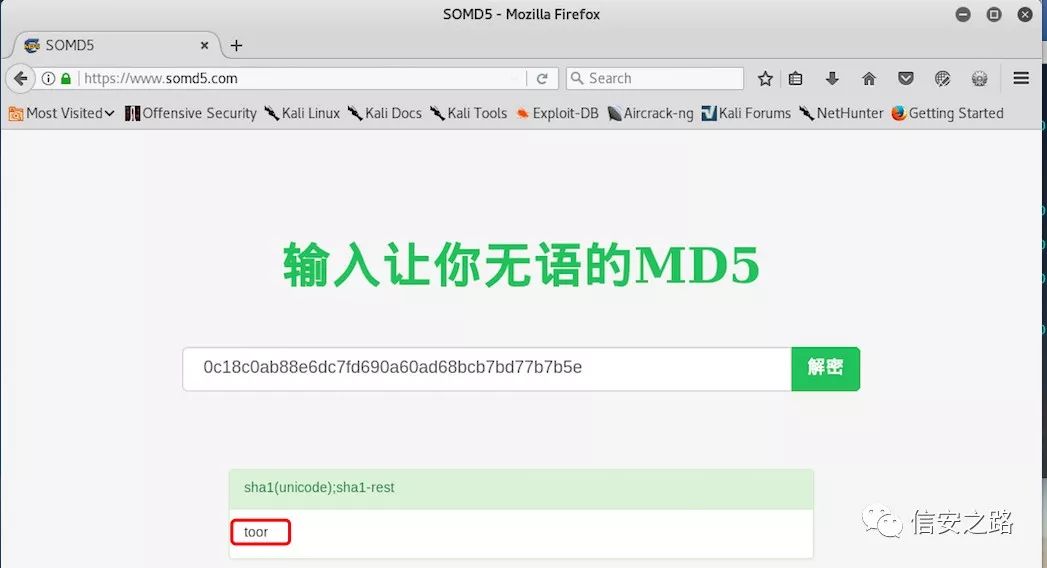 SOMD5 - Mozilla Firefox
SOMD5
https://www.somd5.com
Search
Most Visited Offensive Security Kali Linux Kali Docs Kali Tools Exploit-DB Aircrack-ng Kali Forums NetHunter Getting Started
输入让你无语的MD5
0c18c0ab88e6dc7fd690a60ad68bcb7bd77b7b5e
解密
sha1(unicode);sha1-rest
toor
信安之路